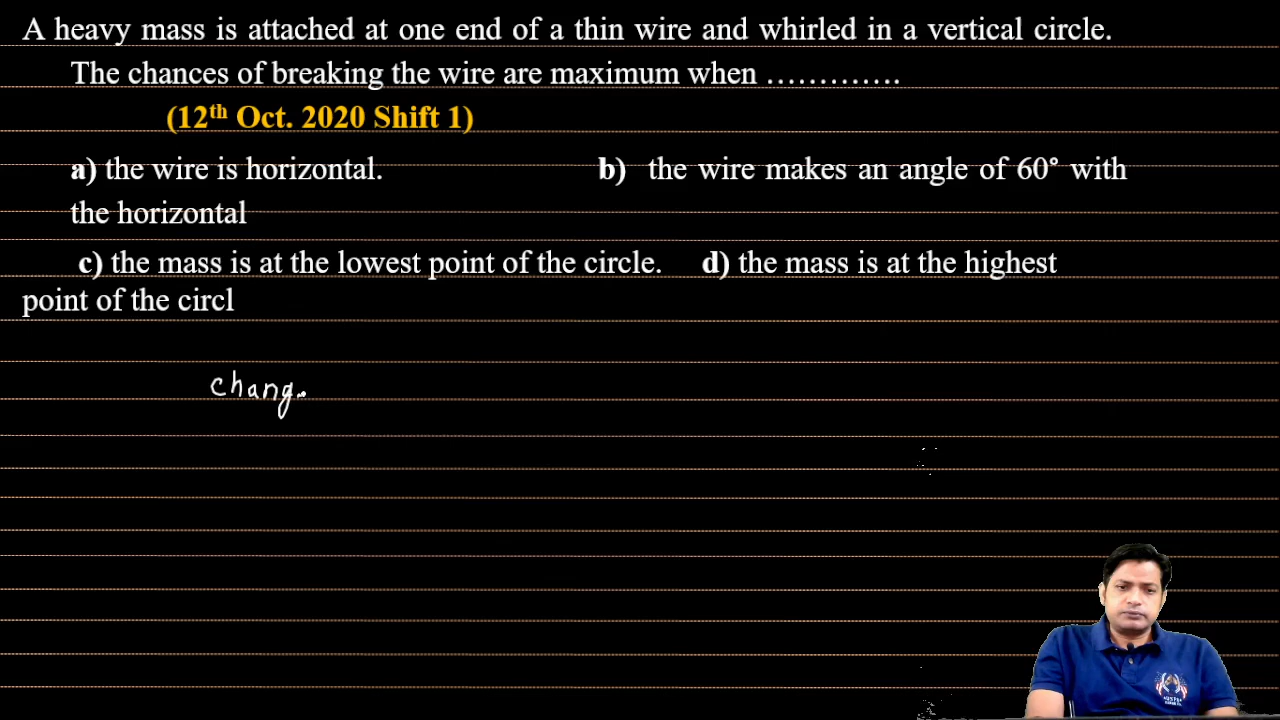 A heavy mass is attached at one end of a thin wire and whirled in a vertical circle.
The chances of breaking the wire are maximum when .............
(12th Oct. 2020 Shift 1)
a) the wire is horizontal. b) the wire makes an angle of 60° with
the horizontal
c) the mass is at the lowest point of the circle. d) the mass is at the highest
point of the circl
chang